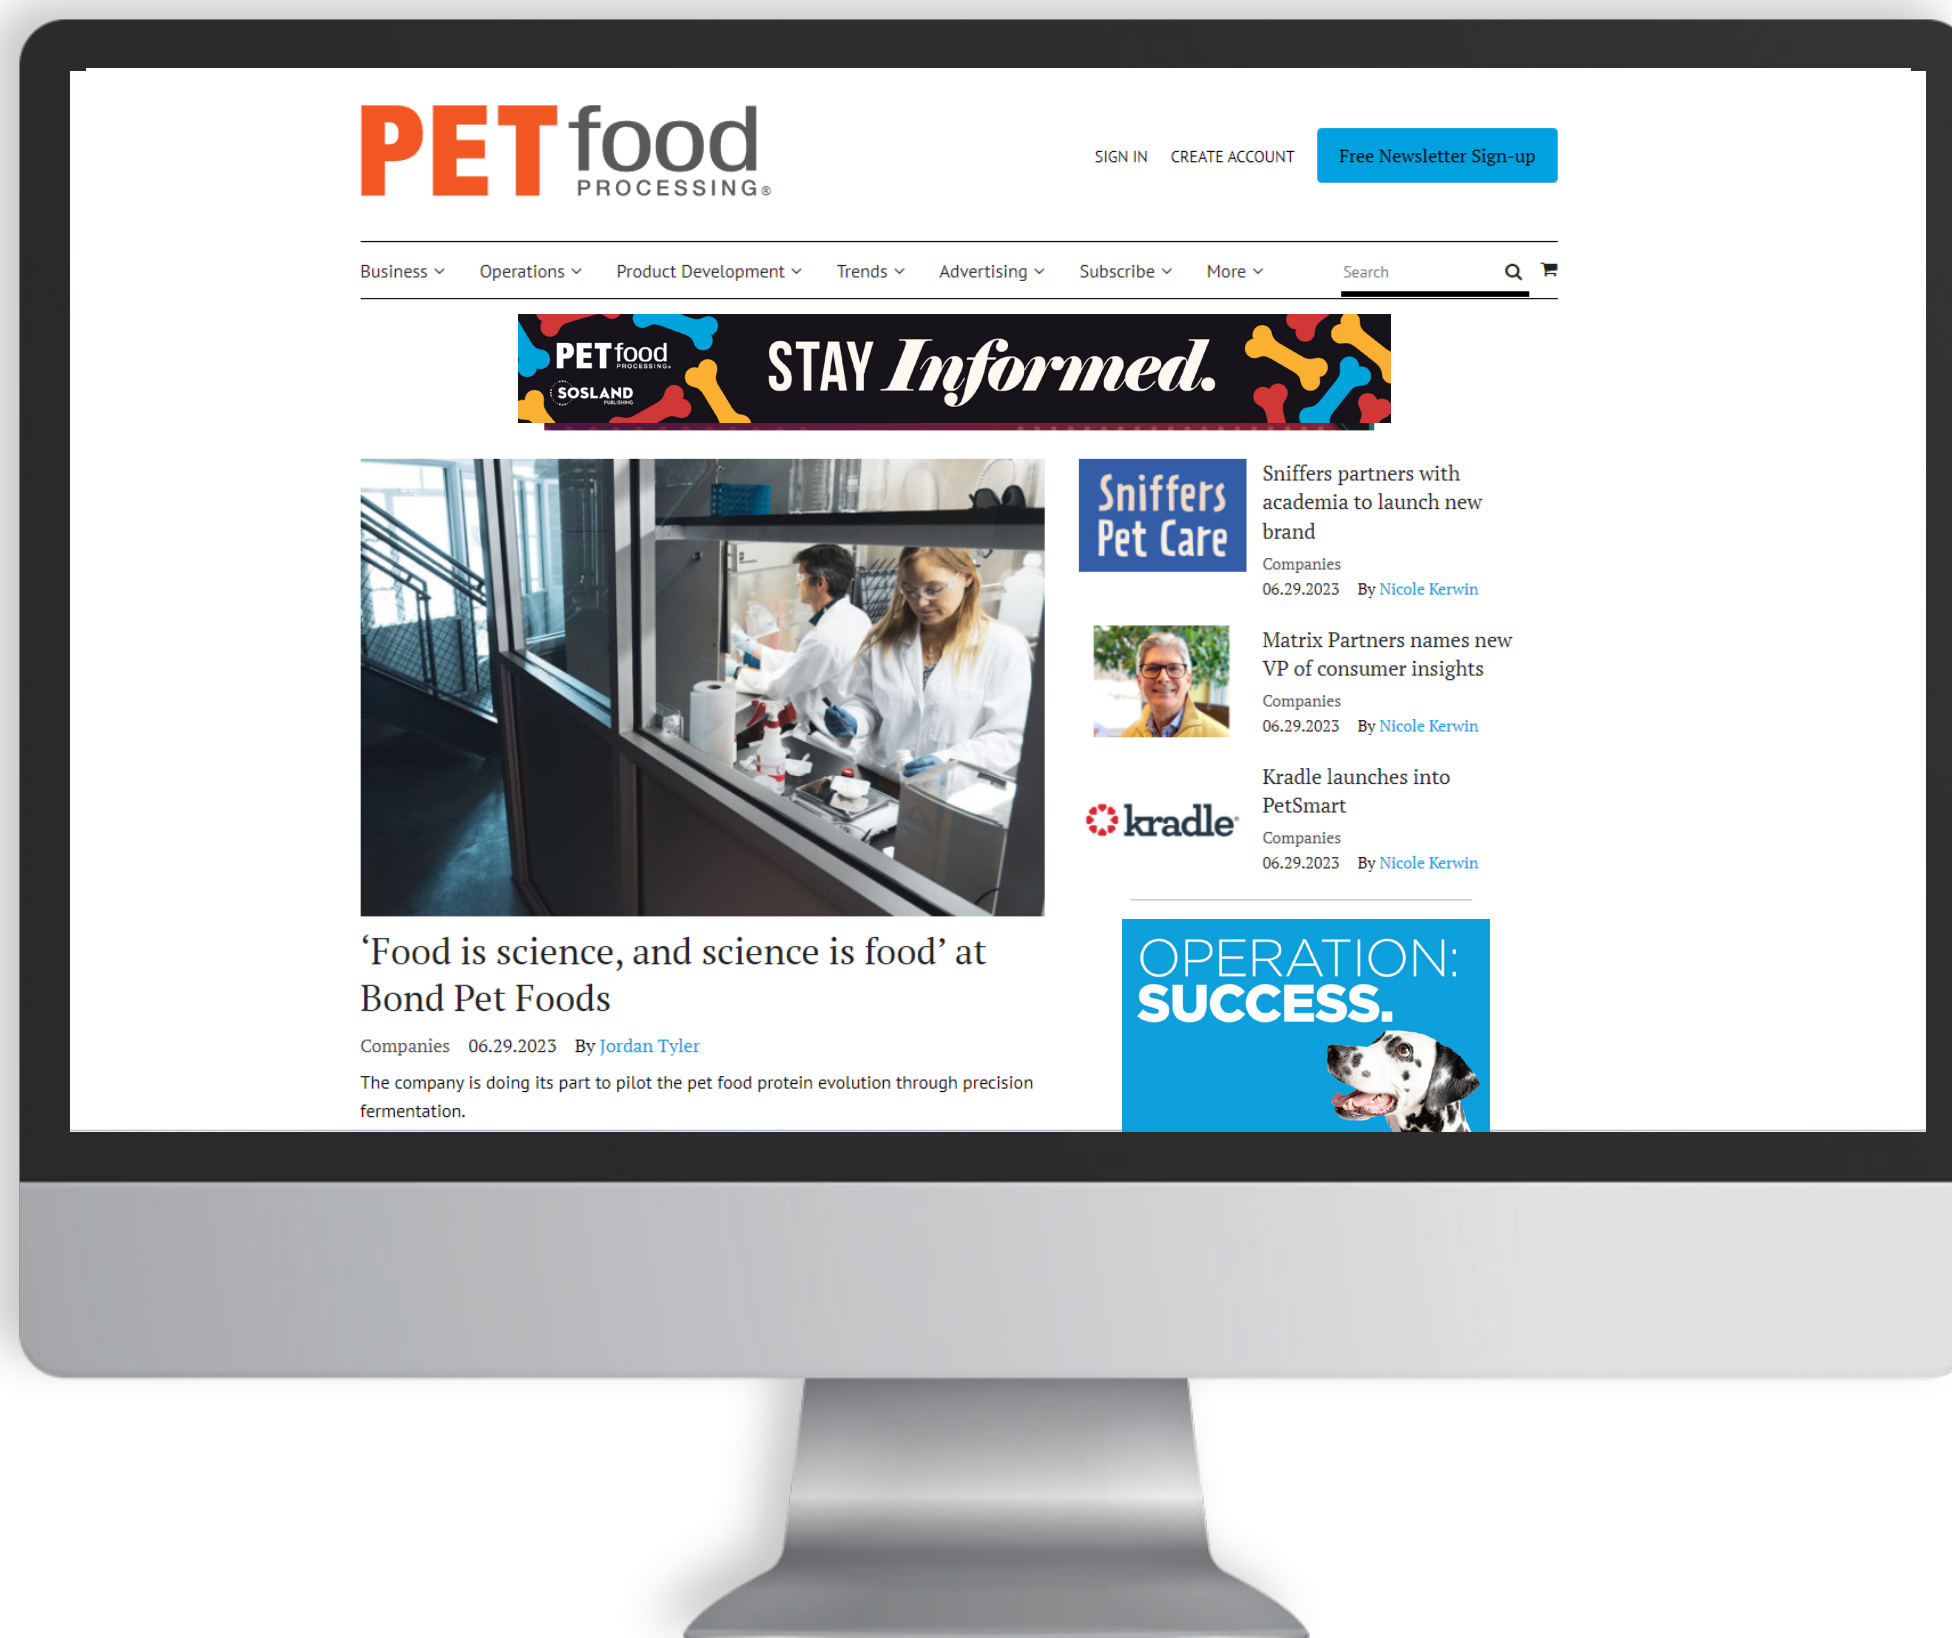 PET food
PROCESSING®
SIGN IN CREATE ACCOUNT Free Newsletter Sign-up
Business Operations Product Development Trends Advertising Subscribe More Search
PET food
PROCESSING®
SOSLAND
PUBLISHING
STAY Informed.
Sniffers
Pet Care
Sniffers partners with
academia to launch new
brand
Companies
06.29.2023 By Nicole Kerwin
Matrix Partners names new
VP of consumer insights
Companies
06.29.2023 By Nicole Kerwin
kradle
Kradle launches into
PetSmart
Companies
06.29.2023 By Nicole Kerwin
‘Food is science, and science is food’ at
Bond Pet Foods
Companies 06.29.2023 By Jordan Tyler
The company is doing its part to pilot the pet food protein evolution through precision
fermentation.
OPERATION:
SUCCESS.